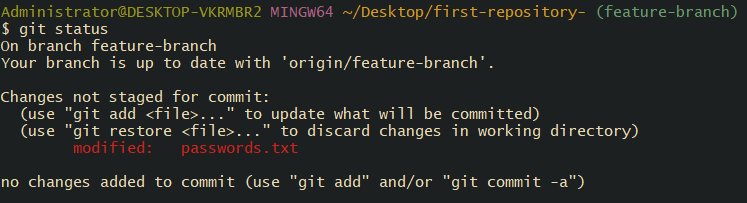 Administrator@DESKTOP-VKRMBR2 MINGW64 ~/Desktop/first-repository- (feature-branch)
$ git status
On branch feature-branch
Your branch is up to date with 'origin/feature-branch'.

Changes not staged for commit:
  (use "git add <file>..." to update what will be committed)
  (use "git restore <file>..." to discard changes in working directory)
        modified:   passwords.txt

no changes added to commit (use "git add" and/or "git commit -a")